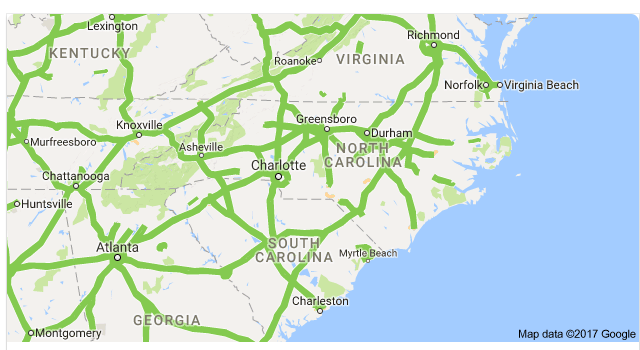 Lexington
KENTUCKY
Richmond
Roanoke
VIRGINIA
Norfolk
Virginia Beach
Greensboro
Knoxville
Durham
Murfreesboro
Asheville
NORTH
CAROLINA
Charlotte
Chattanooga
Huntsville
Atlanta
SOUTH
CAROLINA
Myrtle Beach
Charleston
GEORGIA
Montgomery
Map data ©2017 Google